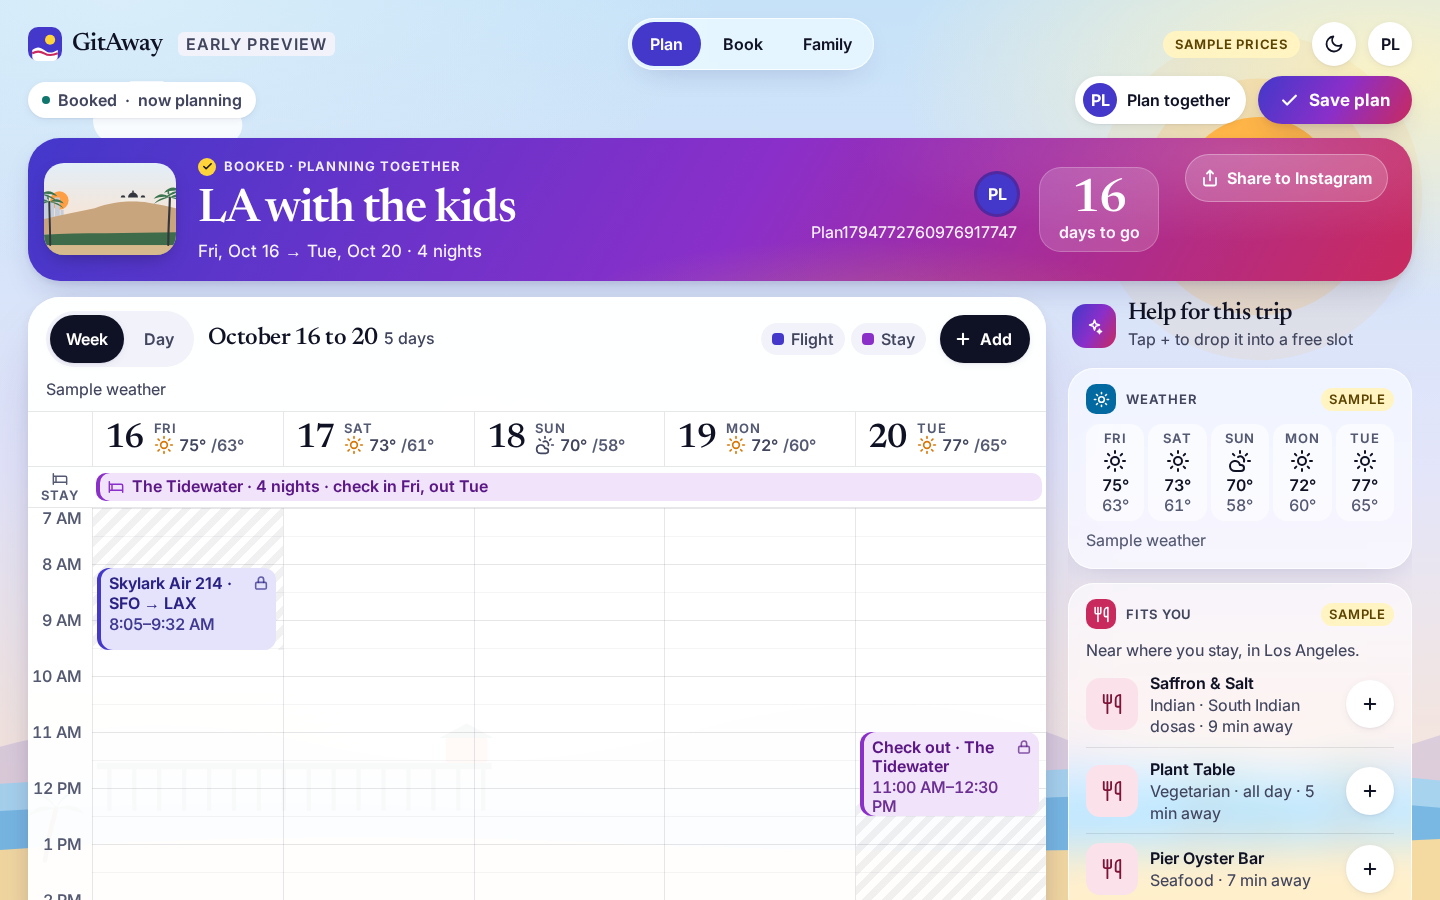 GitAway
EARLY PREVIEW
Plan
Book
Family
SAMPLE PRICES
PL
Booked · now planning
PL
Plan together
Save plan
BOOKED · PLANNING TOGETHER
LA with the kids
Fri, Oct 16 → Tue, Oct 20 · 4 nights
PL
Plan1794772760976917747
16
days to go
Share to Instagram
Week
Day
October 16 to 20 5 days
Flight
Stay
+ Add
Sample weather
16 FRI 75° /63°
17 SAT 73° /61°
18 SUN 70° /58°
19 MON 72° /60°
20 TUE 77° /65°
STAY
The Tidewater · 4 nights · check in Fri, out Tue
7 AM
8 AM
Skylark Air 214 ·
SFO → LAX
8:05–9:32 AM
9 AM
10 AM
11 AM
Check out · The
Tidewater
11:00 AM–12:30
PM
12 PM
1 PM
2 PM
Help for this trip
Tap + to drop it into a free slot
WEATHER
SAMPLE
FRI
75°
63°
SAT
73°
61°
SUN
70°
58°
MON
72°
60°
TUE
77°
65°
Sample weather
FITS YOU
SAMPLE
Near where you stay, in Los Angeles.
Saffron & Salt
Indian · South Indian
dosas · 9 min away
Plant Table
Vegetarian · all day · 5
min away
Pier Oyster Bar
Seafood · 7 min away